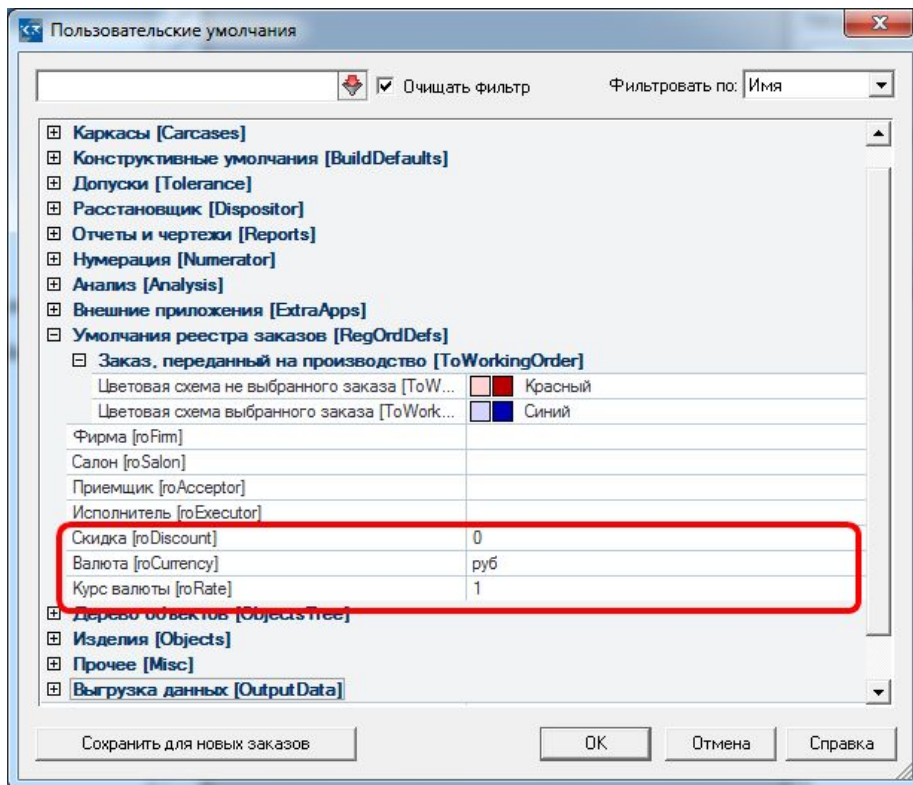 Пользовательские умолчания
Очищать фильтр Фильтровать по: Имя
Каркасы [Carcases]
Конструктивные умолчания [BuildDefaults]
Допуски [Tolerance]
Расстановщик [Dispositor]
Отчеты и чертежи [Reports]
Нумерация [Numerator]
Анализ [Analysis]
Внешние приложения [ExtraApps]
Умолчания реестра заказов [RegOrdDefs]
Заказ, переданный на производство [ToWorkingOrder]
Цветовая схема не выбранного заказа [ToW... Красный
Цветовая схема выбранного заказа [ToWork... Синий
Фирма [roFirm]
Салон [roSalon]
Приемщик [roAcceptor]
Исполнитель [roExecutor]
Скидка [roDiscount] 0
Валюта [roCurrency] руб
Курс валюты [roRate] 1
Дерево объектов [ObjectsTree]
Изделия [Objects]
Прочее [Misc]
Выгрузка данных [OutputData]
Сохранить для новых заказов OK Отмена Справка